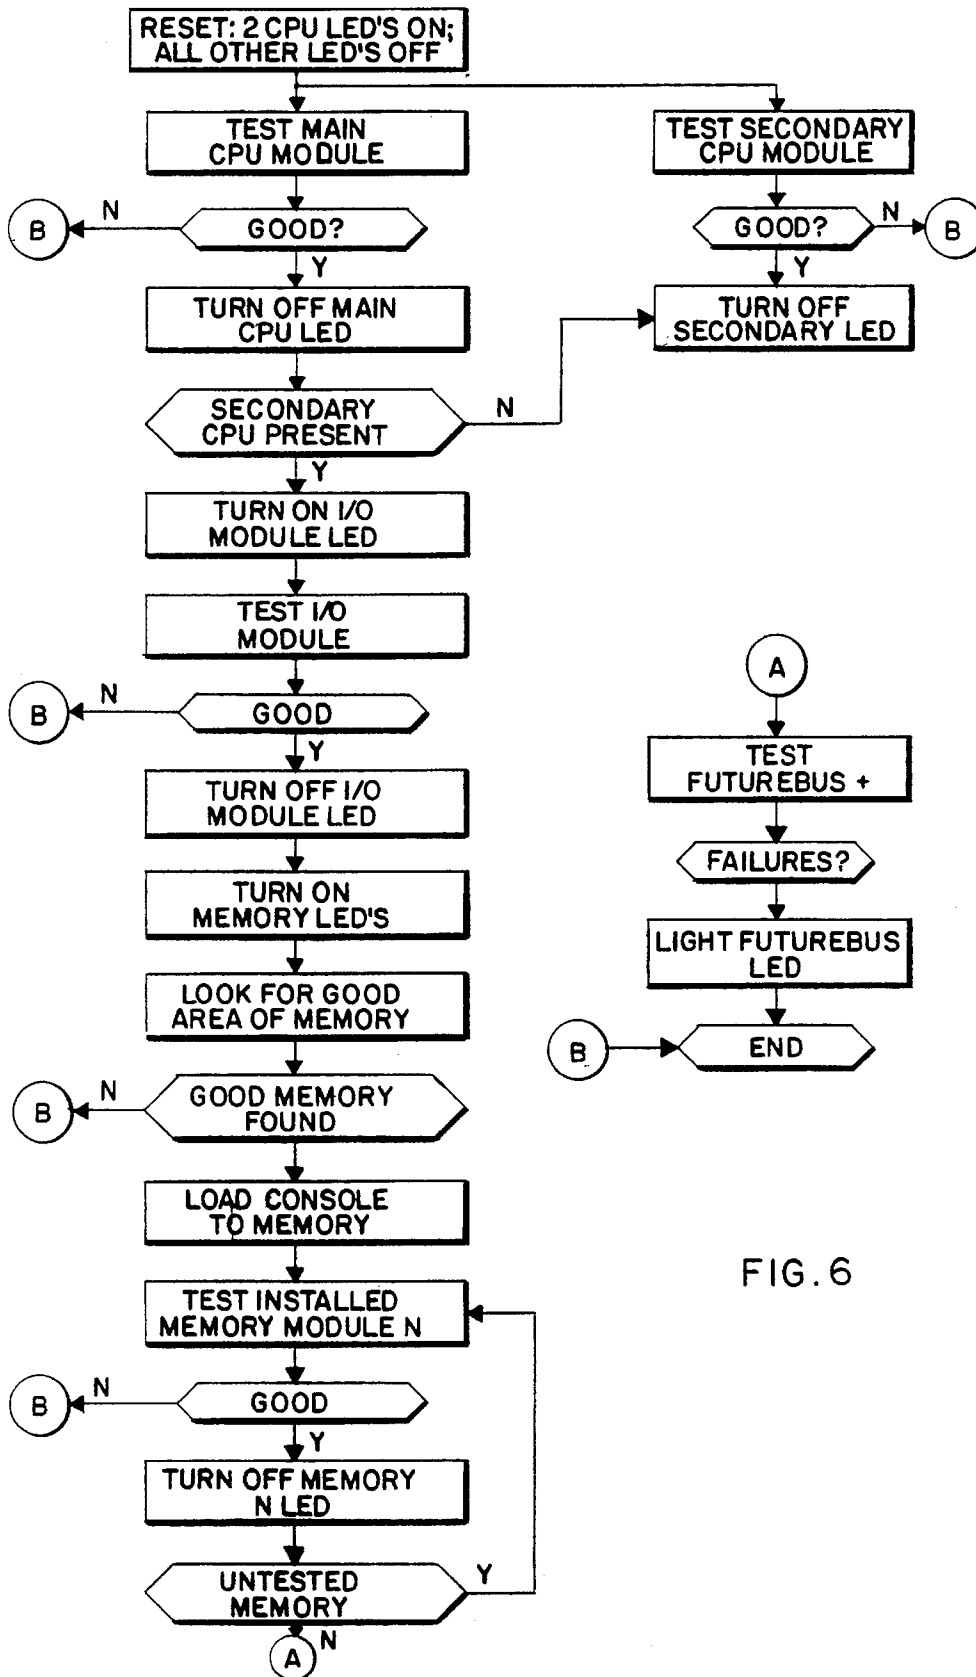 RESET: 2 CPU LED'S ON;
ALL OTHER LED'S OFF
TEST MAIN
CPU MODULE
TEST SECONDARY
CPU MODULE
B
N
GOOD?
GOOD?
N
B
Y
Y
TURN OFF MAIN
CPU LED
TURN OFF
SECONDARY LED
SECONDARY
CPU PRESENT
N
Y
TURN ON I/O
MODULE LED
TEST I/O
MODULE
B
N
GOOD
Y
TURN OFF I/O
MODULE LED
TURN ON
MEMORY LED'S
LOOK FOR GOOD
AREA OF MEMORY
B
N
GOOD MEMORY
FOUND
LOAD CONSOLE
TO MEMORY
TEST INSTALLED
MEMORY MODULE N
B
N
GOOD
Y
TURN OFF MEMORY
N LED
UNTESTED
MEMORY
Y
N
A
A
TEST
FUTUREBUS +
FAILURES?
LIGHT FUTUREBUS
LED
B
END
FIG. 6